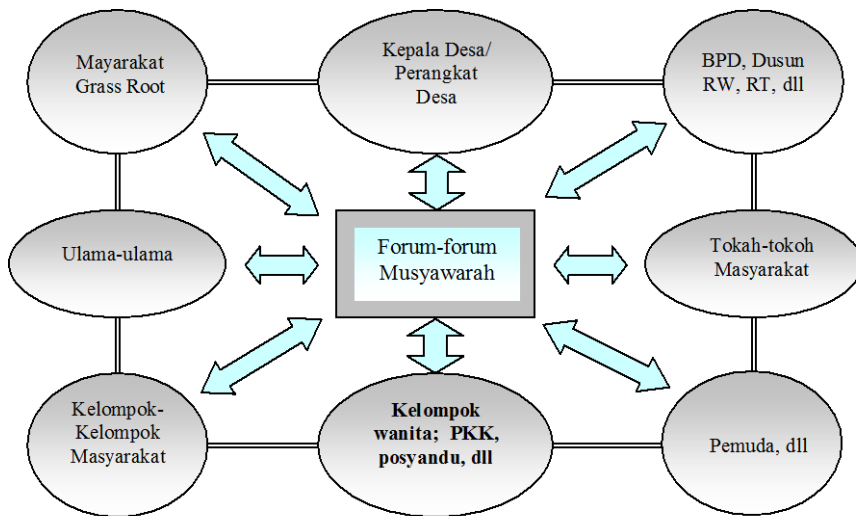 Mayarakat
Grass Root
Kepala Desa/
Perangkat
Desa
BPD, Dusun
RW, RT, dll
Ulama-ulama
Forum-forum
Musyawarah
Tokah-tokoh
Masyarakat
Kelompok-
Kelompok
Masyarakat
Kelompok
wanita; PKK,
posyandu, dll
Pemuda, dll